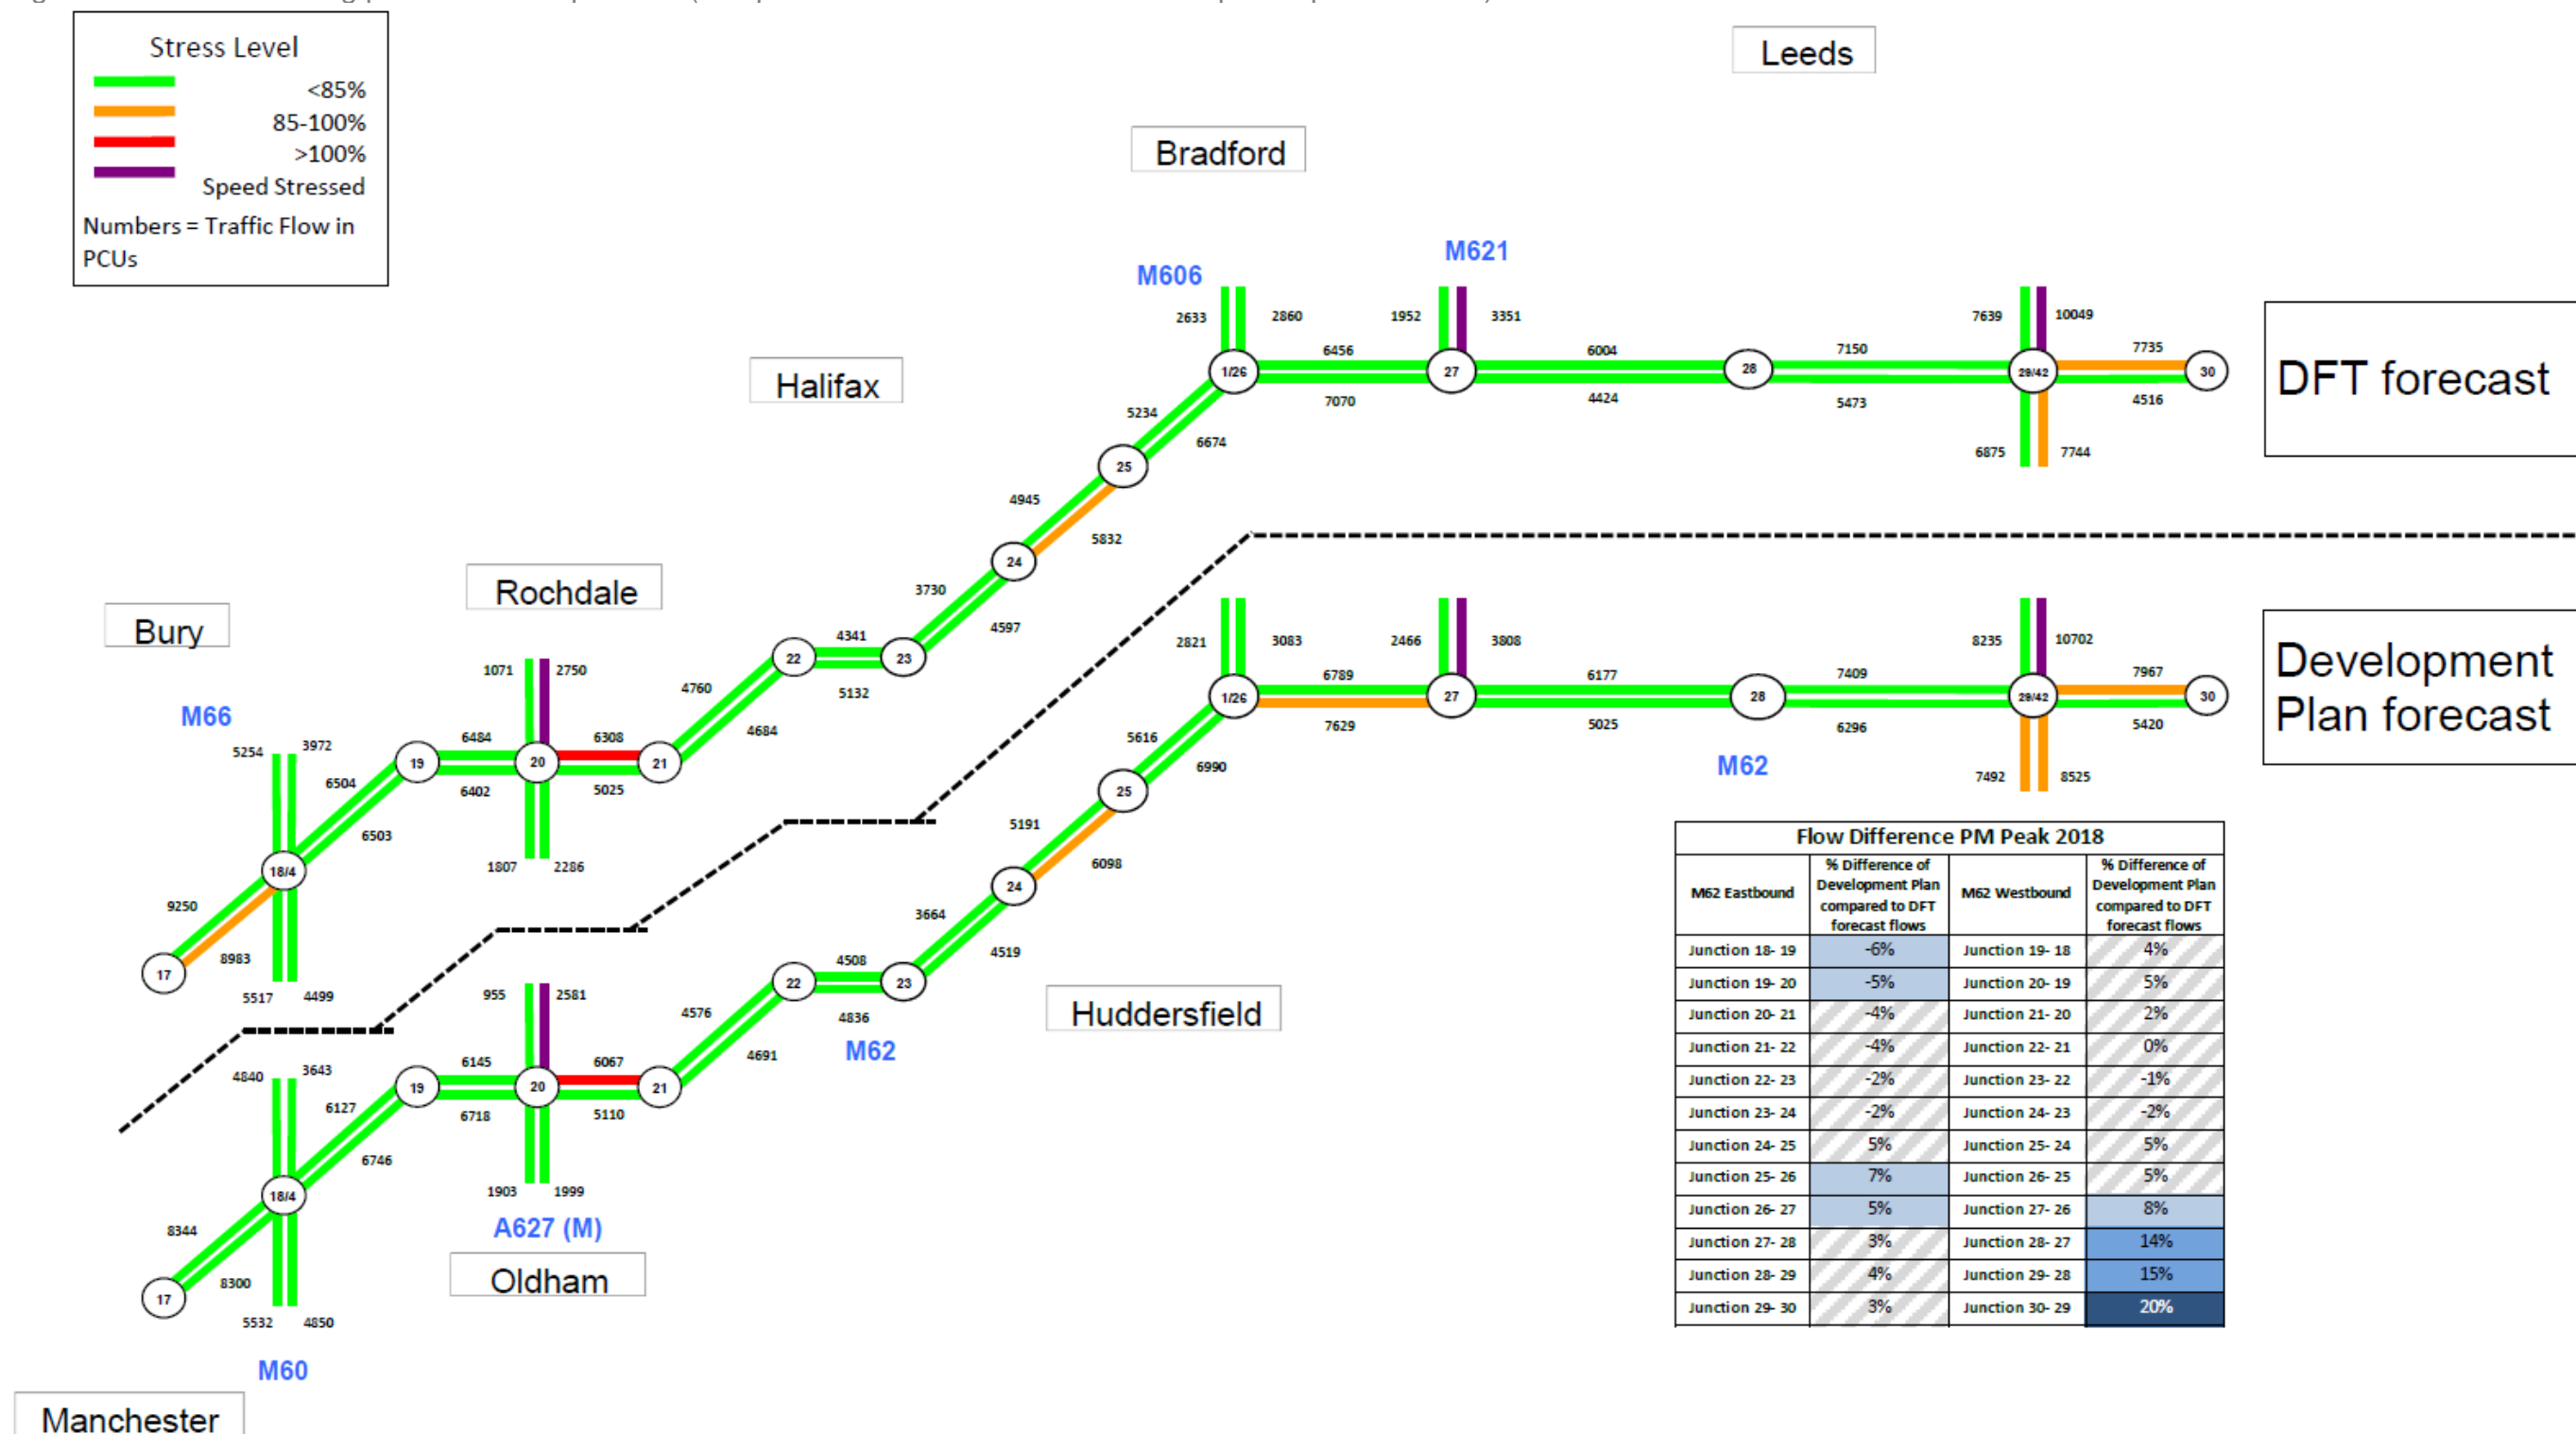 Stress Level
<85%
85-100%
>100%
Speed Stressed
Numbers = Traffic Flow in
PCUs
Leeds
Bradford
M621
M606
2633
2860
1952
3351
7639
10049
6456
6004
7150
7735
1/26
27
28
29/42
30
7070
4424
5473
4516
DFT forecast
Halifax
5234
6674
25
6875
7744
4945
5832
24
3730
4597
Rochdale
Bury
22
4341
23
5132
1071
2750
4760
4684
M66
5254
3972
6504
19
6484
20
6308
21
6402
5025
6503
1807
2286
18/4
9250
8983
17
5517
4499
2821
3083
2466
3808
8235
10702
6789
6177
7409
7967
1/26
27
28
29/42
30
7629
5025
6296
5420
Development
Plan forecast
M62
5616
6990
25
7492
8525
5191
6098
24
3664
4519
Huddersfield
22
4508
23
4836
M62
955
2581
4576
4691
4840
3643
6127
19
6145
20
6067
21
6718
5110
6746
1903
1999
18/4
A627 (M)
Oldham
8344
8300
17
5532
4850
M60
Manchester
Flow Difference PM Peak 2018
M62 Eastbound
% Difference of
Development Plan
compared to DFT
forecast flows
M62 Westbound
% Difference of
Development Plan
compared to DFT
forecast flows
Junction 18- 19 -6% Junction 19- 18 4%
Junction 19- 20 -5% Junction 20- 19 5%
Junction 20- 21 -4% Junction 21- 20 2%
Junction 21- 22 -4% Junction 22- 21 0%
Junction 22- 23 -2% Junction 23- 22 -1%
Junction 23- 24 -2% Junction 24- 23 -2%
Junction 24- 25 5% Junction 25- 24 5%
Junction 25- 26 7% Junction 26- 25 5%
Junction 26- 27 5% Junction 27- 26 8%
Junction 27- 28 3% Junction 28- 27 14%
Junction 28- 29 4% Junction 29- 28 15%
Junction 29- 30 3% Junction 30- 29 20%